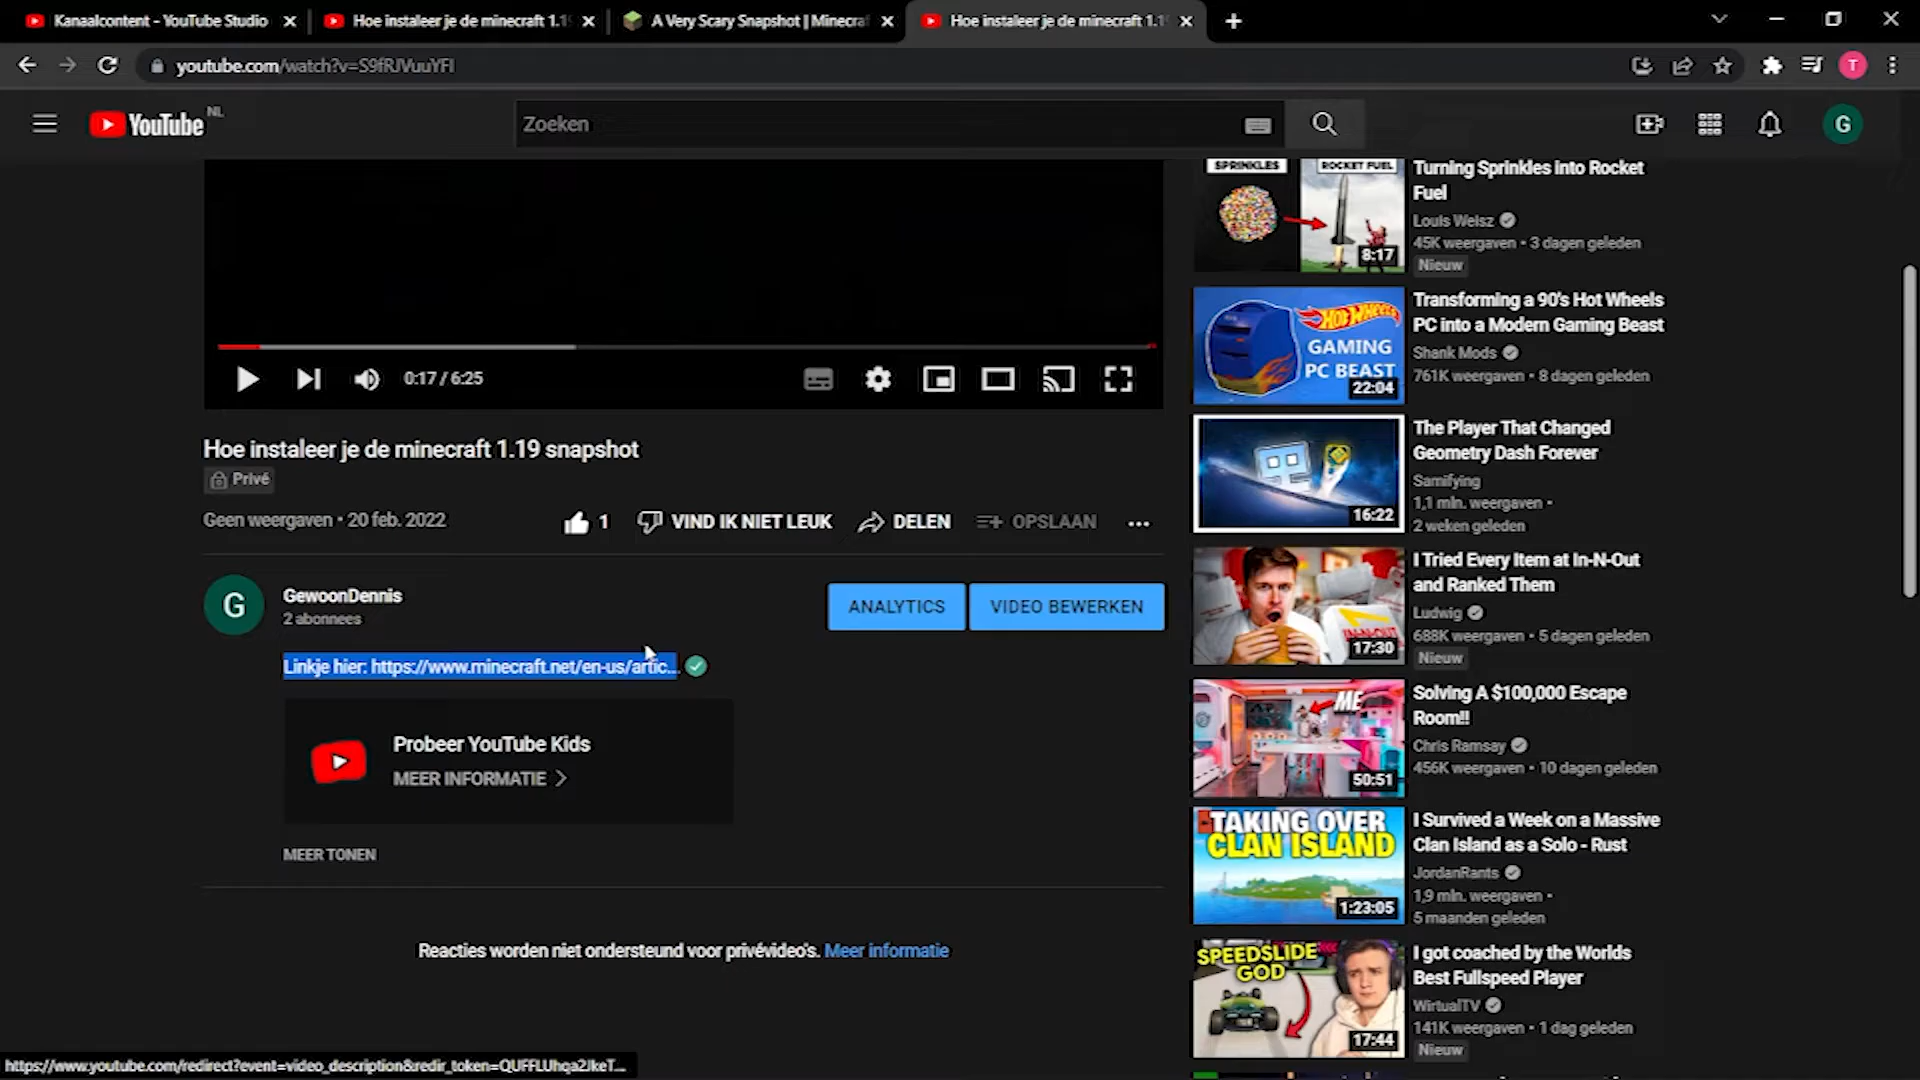 Kanaalcontent - YouTube Studio
Hoe instaleer je de minecraft 1.1
A Very Scary Snapshot | Minecraf
Hoe instaleer je de minecraft 1.19
youtube.com/watch?v=S9fRJVuuYFI
T
YouTube NL
Zoeken
G
0:17 / 6:25
Hoe instaleer je de minecraft 1.19 snapshot
Privé
Geen weergaven • 20 feb. 2022
1
VIND IK NIET LEUK
DELEN
OPSLAAN
G
GewoonDennis
2 abonnees
ANALYTICS
VIDEO BEWERKEN
Linkje hier: https://www.minecraft.net/en-us/artic...
Probeer YouTube Kids
MEER INFORMATIE
MEER TONEN
Reacties worden niet ondersteund voor privévideo's. Meer informatie
SPRINKLES
ROCKET FUEL
8:17
Turning Sprinkles into Rocket
Fuel
Louis Weisz
45K weergaven • 3 dagen geleden
Nieuw
HOT WHEELS
GAMING
PC BEAST
22:04
Transforming a 90's Hot Wheels
PC into a Modern Gaming Beast
Shank Mods
761K weergaven • 8 dagen geleden
16:22
The Player That Changed
Geometry Dash Forever
Samifying
1,1 mln. weergaven •
2 weken geleden
IN-N-OUT
17:30
I Tried Every Item at In-N-Out
and Ranked Them
Ludwig
688K weergaven • 5 dagen geleden
Nieuw
ME
50:51
Solving A $100,000 Escape
Room!!
Chris Ramsay
456K weergaven • 10 dagen geleden
TAKING OVER
CLAN ISLAND
1:23:05
I Survived a Week on a Massive
Clan Island as a Solo - Rust
JordanRants
1,9 mln. weergaven •
5 maanden geleden
SPEEDSLIDE
GOD
17:44
I got coached by the Worlds
Best Fullspeed Player
WirtualTV
141K weergaven • 1 dag geleden
Nieuw
https://www.youtube.com/redirect?event=video_description&redir_token=QUFFLUhqa2JkeT...